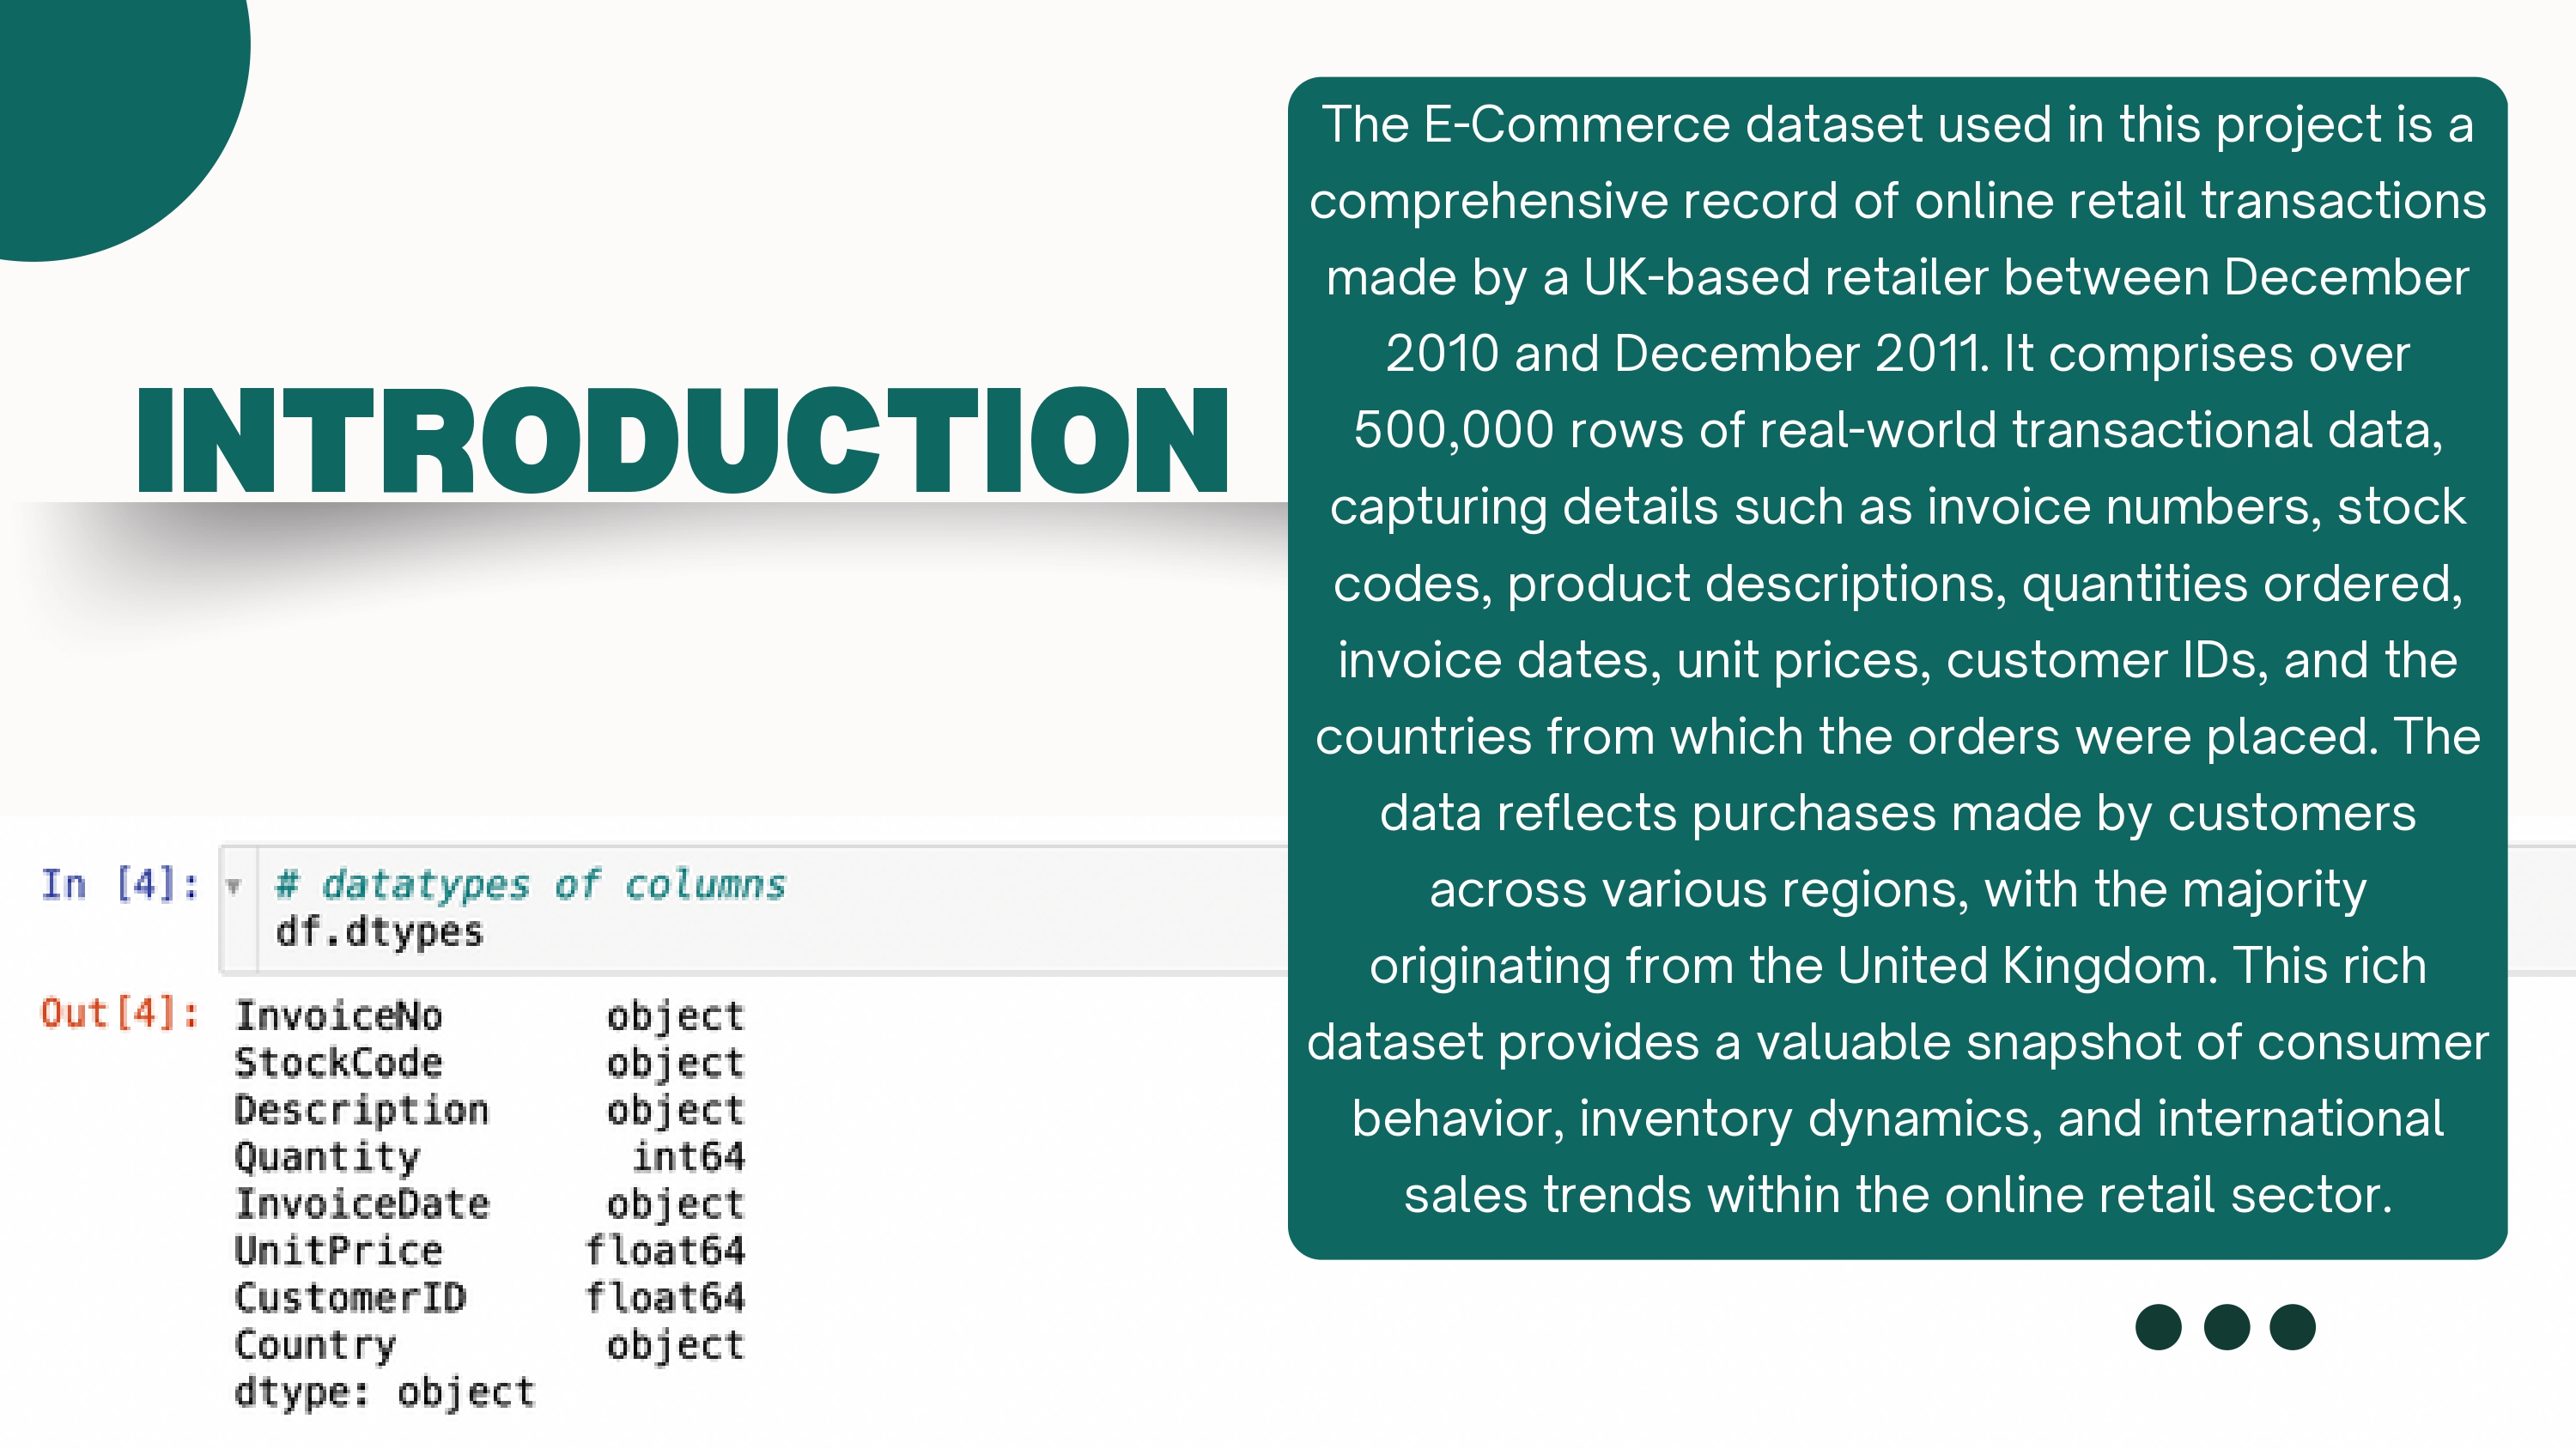 INTRODUCTION
The E-Commerce dataset used in this project is a
comprehensive record of online retail transactions
made by a UK-based retailer between December
2010 and December 2011. It comprises over
500,000 rows of real-world transactional data,
capturing details such as invoice numbers, stock
codes, product descriptions, quantities ordered,
invoice dates, unit prices, customer IDs, and the
countries from which the orders were placed. The
data reflects purchases made by customers
across various regions, with the majority
originating from the United Kingdom. This rich
dataset provides a valuable snapshot of consumer
behavior, inventory dynamics, and international
sales trends within the online retail sector.
In [4]: # datatypes of columns
df.dtypes
Out[4]: InvoiceNo object
StockCode object
Description object
Quantity int64
InvoiceDate object
UnitPrice float64
CustomerID float64
Country object
dtype: object